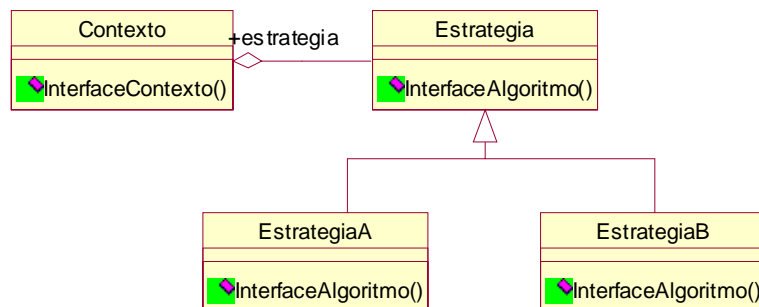 Contexto
+estrategia
Estrategia
InterfaceContexto()
InterfaceAlgoritmo()
EstrategiaA
EstrategiaB
InterfaceAlgoritmo()
InterfaceAlgoritmo()